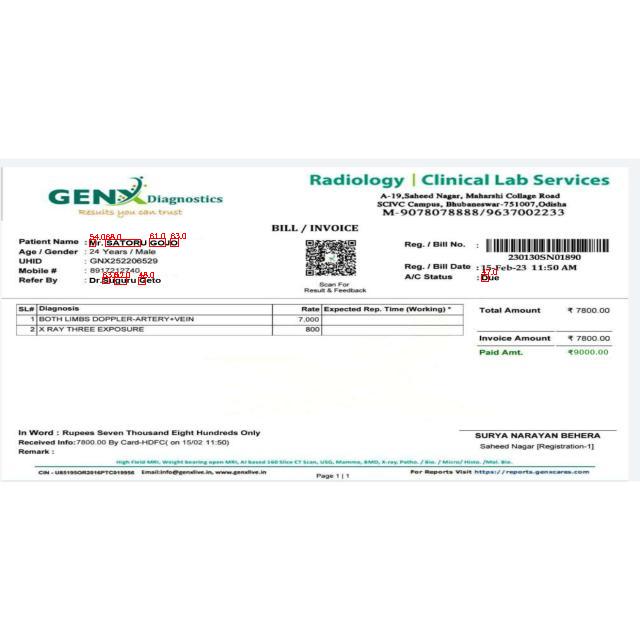 GENX Diagnostics
Results you can trust
Radiology | Clinical Lab Services
A-19,Saheed Nagar, Maharshi Collage Road
SCIVC Campus, Bhubaneswar-751007,Odisha
M-9078078888/9637002233
BILL / INVOICE
Patient Name : Mr. SATORU GOJO
Age / Gender : 24 Years / Male
UHID : GNX252206529
Mobile # : 8917212740
Refer By : Dr.Suguru Geto
Scan For
Result & Feedback
Reg. / Bill No. :
230130SN01890
Reg. / Bill Date : 15-Feb-23 11:50 AM
A/C Status : Due
SL# Diagnosis Rate Expected Rep. Time (Working) *
1 BOTH LIMBS DOPPLER-ARTERY+VEIN 7,000
2 X RAY THREE EXPOSURE 800
Total Amount ₹ 7800.00
Invoice Amount ₹ 7800.00
Paid Amt. ₹9000.00
In Word : Rupees Seven Thousand Eight Hundreds Only
Received Info:7800.00 By Card-HDFC( on 15/02 11:50)
Remark :
SURYA NARAYAN BEHERA
Saheed Nagar [Registration-1]
High Field MRI, Weight bearing open MRI, AI based 160 Slice CT Scan, USG, Mammo, BMD, X-ray, Patho. / Bio. / Micro/ Histo. /Mol. Bio.
CIN - U85195OR2016PTC019956 Email:info@genxlive.in, www.genxlive.in
For Reports Visit https://reports.genxcares.com
Page 1 | 1